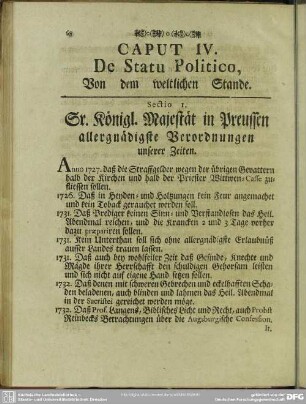 68
CAPUT IV.
De Statu Politico,
Von dem weltlichen Stande.
Sectio 1.
Sr. Königl. Majestät in Preussen
allergnädigste Verordnungen
unserer Zeiten.
Anno 1727. daß die Straffgelder wegen der übrigen Gevattern
halb der Kirchen und halb der Priester Wittwen-Casse zu-
fliessen sollen.
1726. Daß in Heyden- und Holtzungen kein Feur angemachet
und kein Toback gerauchet werden soll.
1731. Daß Prediger keinen Sinn- und Verstandlosen das Heil.
Abendmal reichen, und die Krancken 2 und 3 Tage vorher
dazu præpariren sollen.
1731. Kein Unterthan soll sich ohne allergnädigste Erlaubniß
ausser Landes trauen lassen.
1731. Daß auch bey wohlfeiler Zeit daß Gesinde, Knechte und
Mägde ihrer Herrschafft den schuldigen Gehorsam leisten
und sich nicht auf eigene Hand setzen sollen.
1732. Daß denen mit schweren Gebrechen und eckelhafften Scha-
den beladenen, auch blinden und lahmen das Heil. Abendmal
in der Sacristei gereichet werden möge.
1732. Daß Prof. Langens, Biblisches Licht und Recht, auch Probst
Reinbecks Betrachtungen über die Augspurgische Confession,